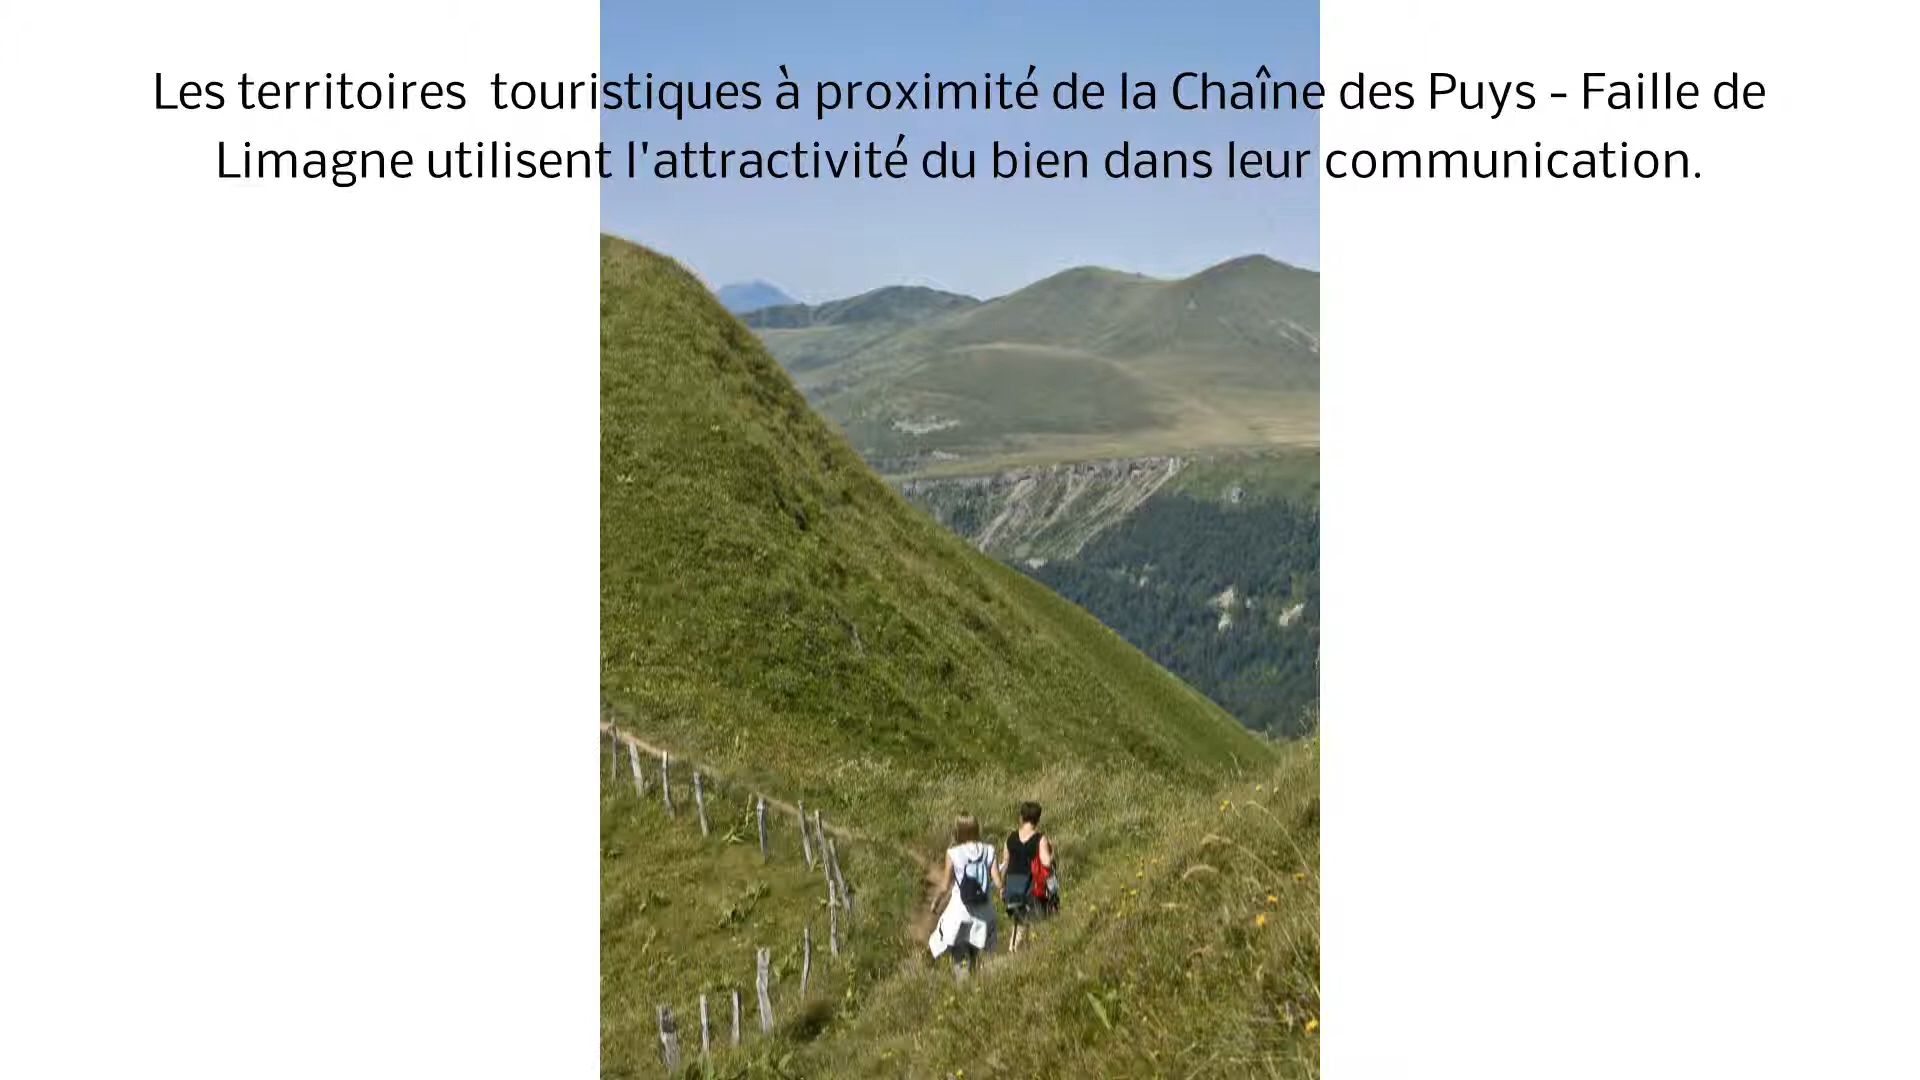 Les territoires  touristiques à proximité de la Chaîne des Puys - Faille de
Limagne utilisent l'attractivité du bien dans leur communication.